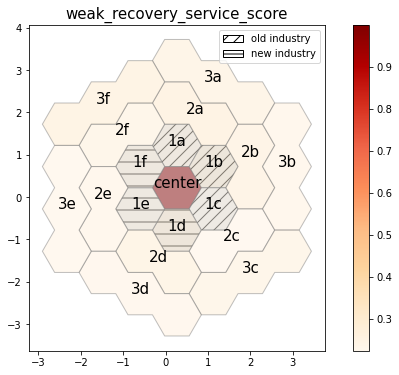 weak_recovery_service_score
old industry
new industry
3a
3f
2a
2f
1a
2b
1f
1b
3b
center
2e
3e
1e
1c
1d
2c
2d
3c
3d
4
3
2
1
0
−1
−2
−3
−3
−2
−1
0
1
2
3
0.9
0.8
0.7
0.6
0.5
0.4
0.3